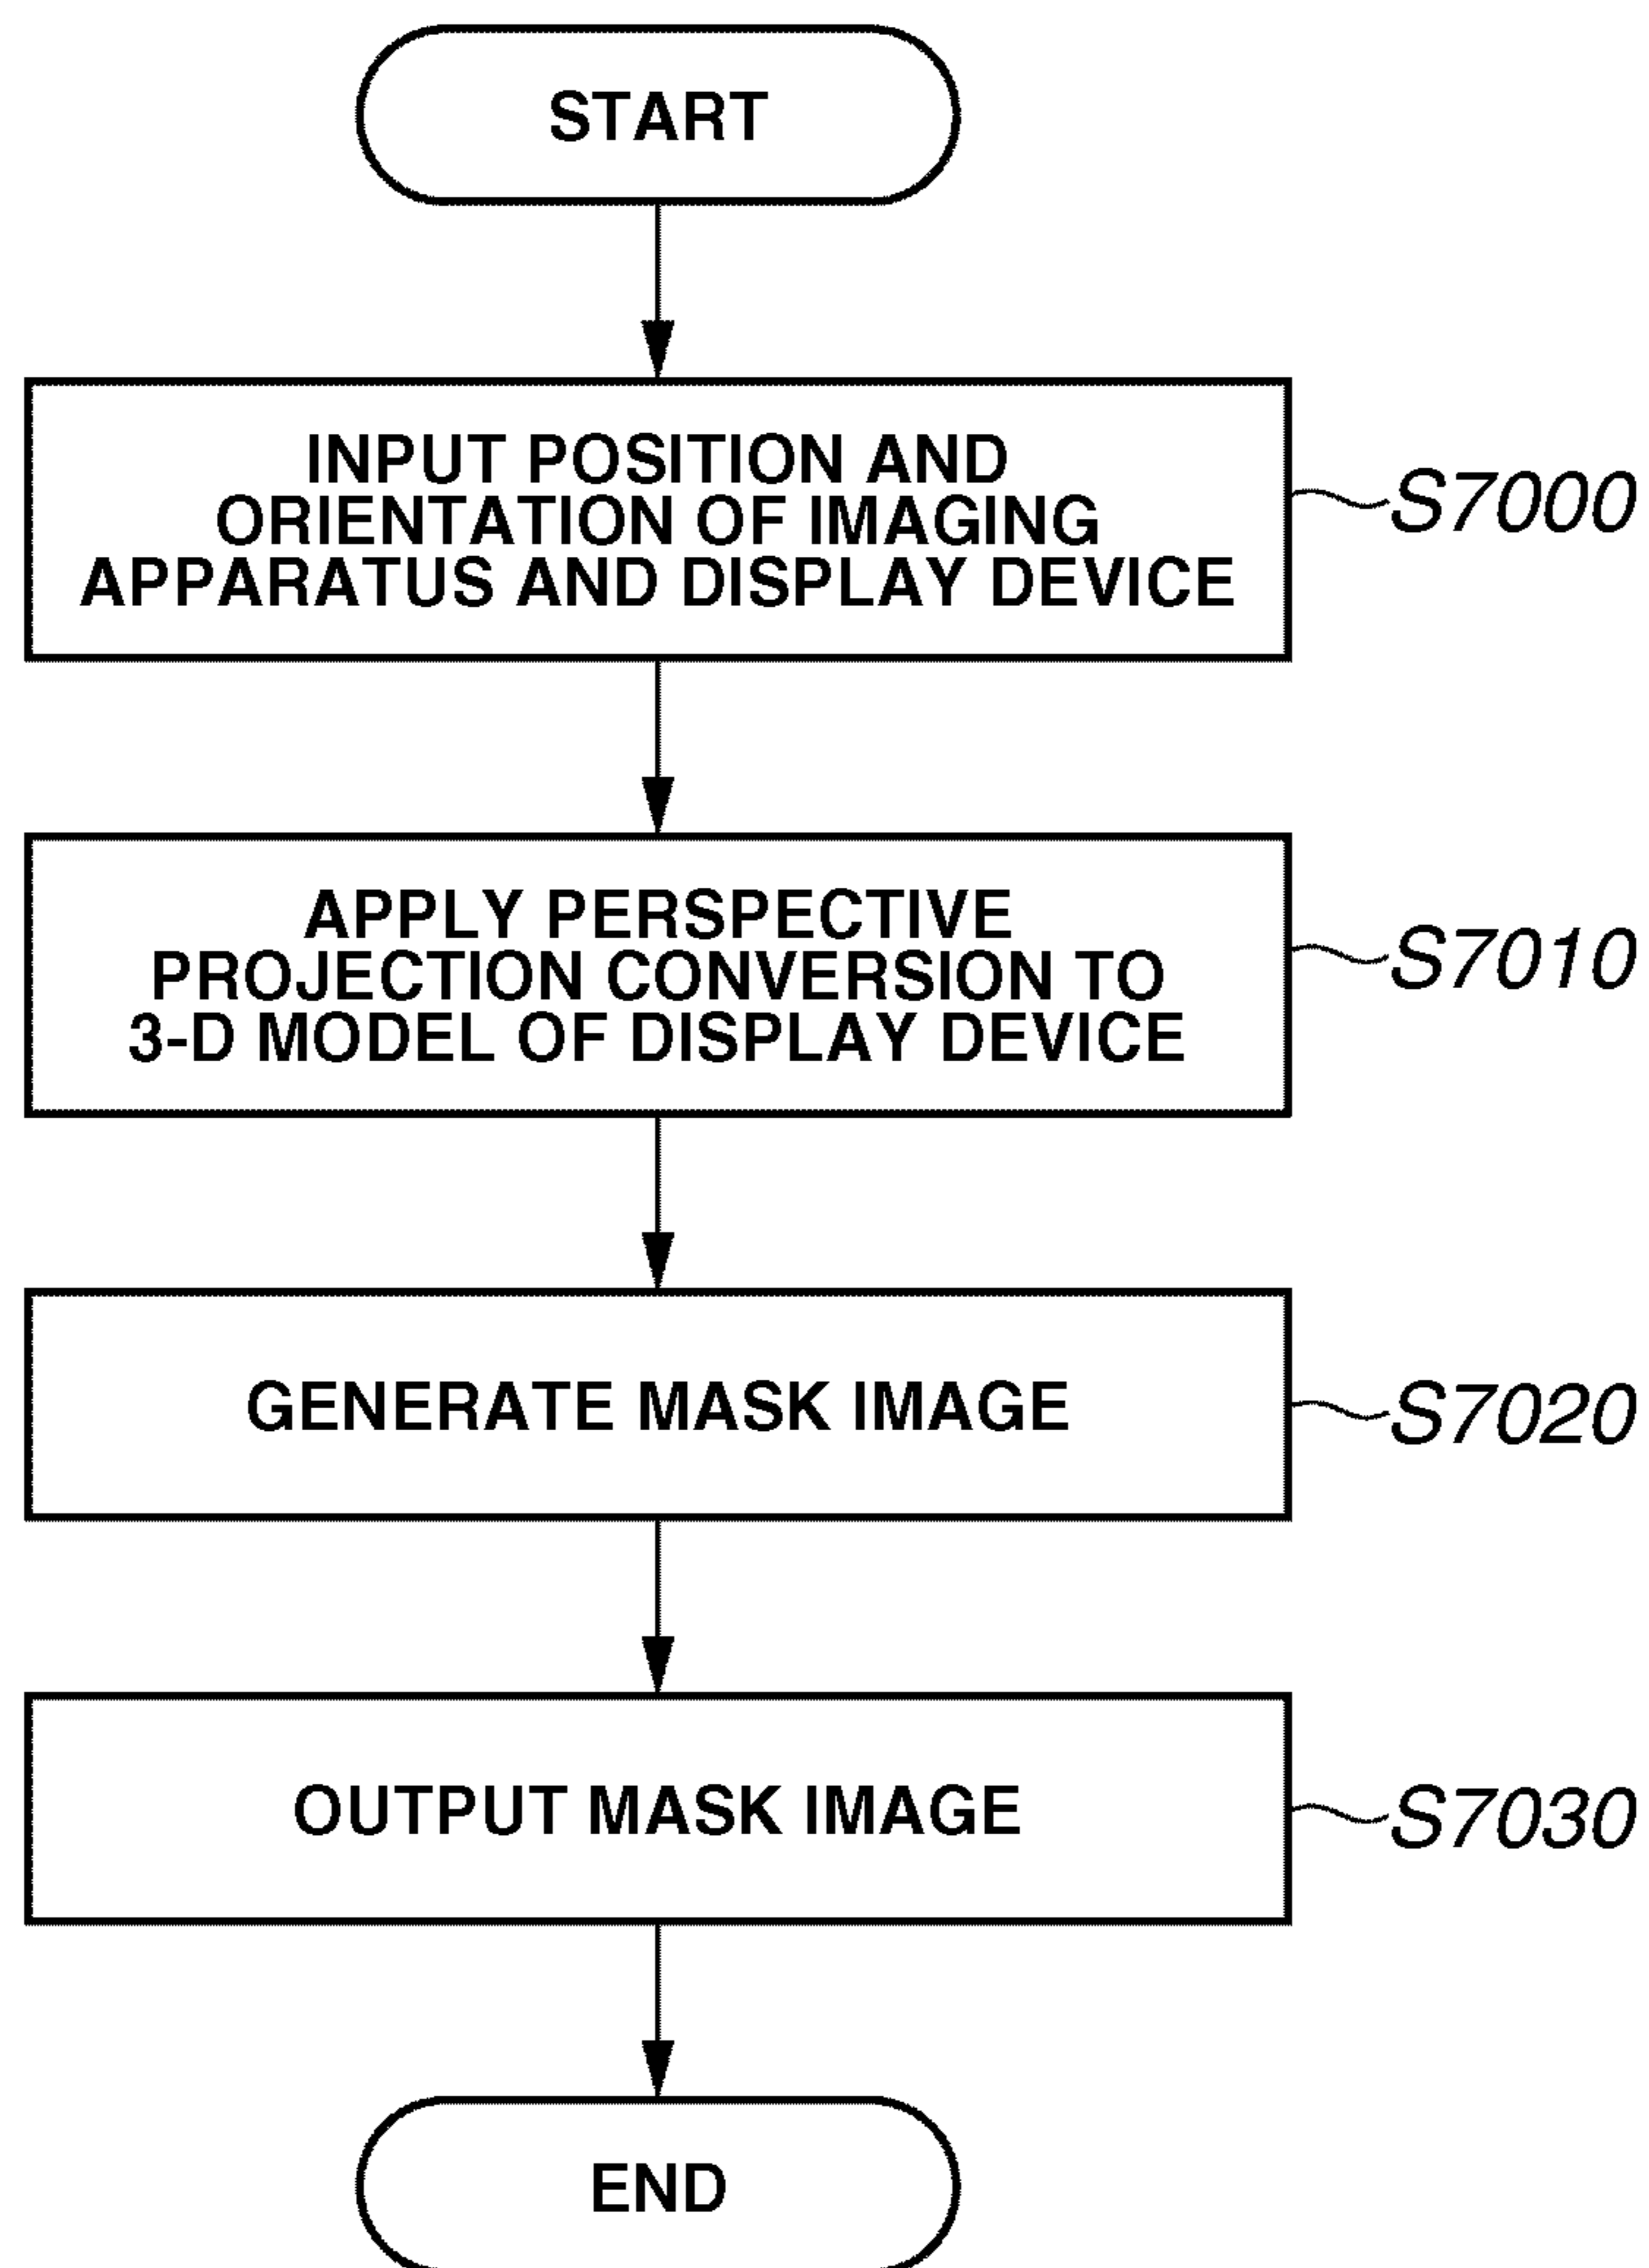 START
INPUT POSITION AND
ORIENTATION OF IMAGING
APPARATUS AND DISPLAY DEVICE
S7000
APPLY PERSPECTIVE
PROJECTION CONVERSION TO
3-D MODEL OF DISPLAY DEVICE
S7010
GENERATE MASK IMAGE
S7020
OUTPUT MASK IMAGE
S7030
END